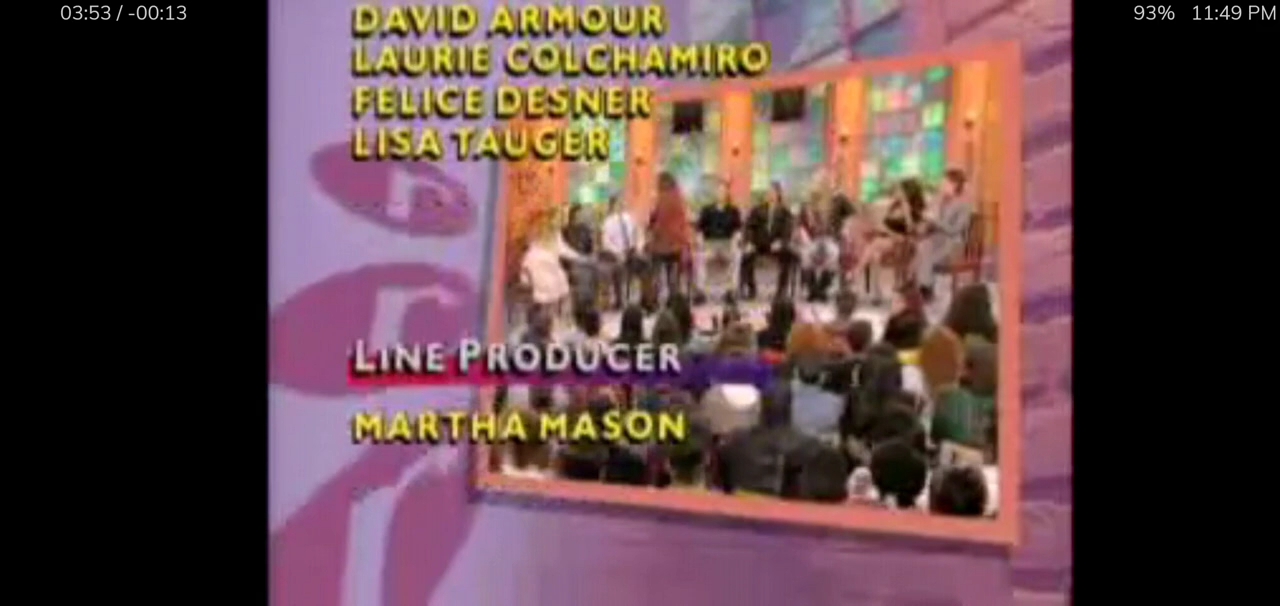 03:53 / -00:13
93% 11:49 PM
DAVID ARMOUR
LAURIE COLCHAMIRO
FELICE DESNER
LISA TAUGER
LINE PRODUCER
MARTHA MASON